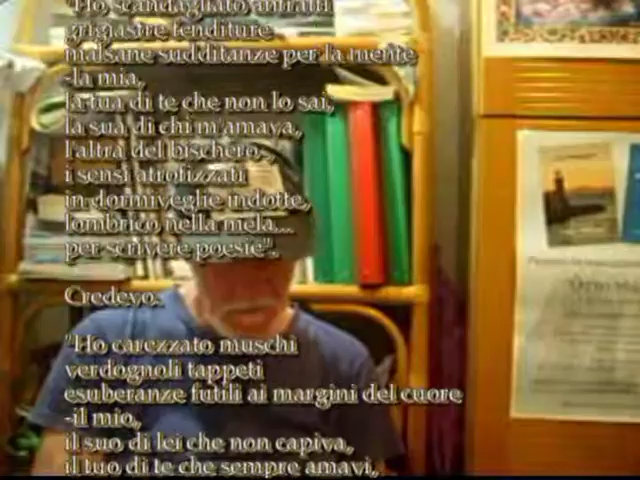 "Ho, scandagliato anfratti
grigiastre fenditure
malsane sudditanze per la mente
-la mia,
la tua di te che non lo sai,
la sua di chi m'amava,
l'altra del bischero-,
i sensi atrofizzati
in dormiveglie indotte,
lombrico nella mela...
per scrivere poesie".
Credevo.
"Ho carezzato muschi
verdognoli tappeti
esuberanze futili ai margini del cuore
-il mio,
il suo di lei che non capiva,
il tuo di te che sempre amavi,